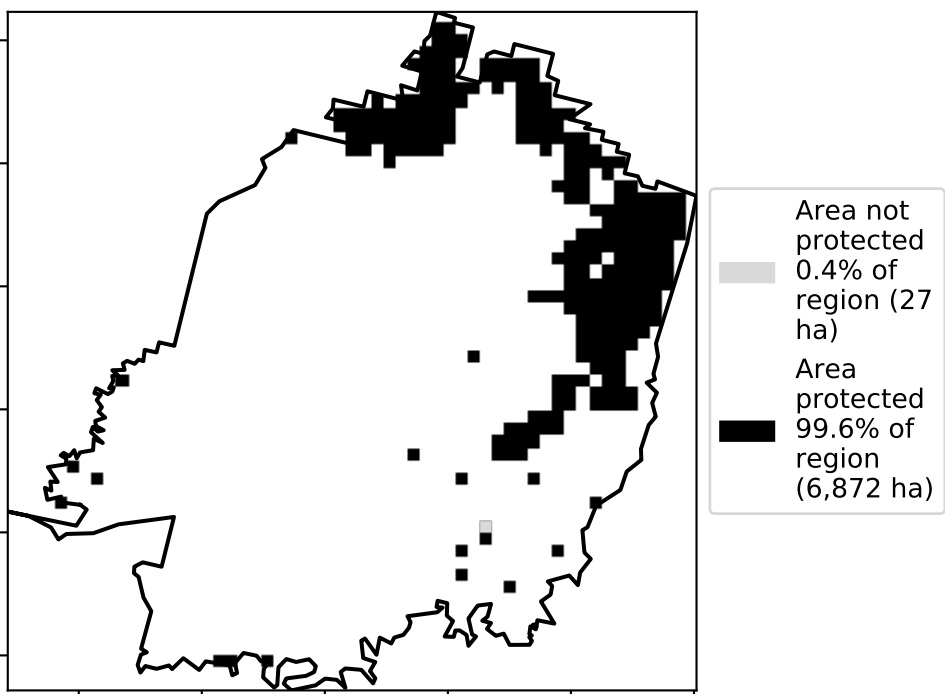 Area not
protected
0.4% of
region (27
ha)
Area
protected
99.6% of
region
(6,872 ha)